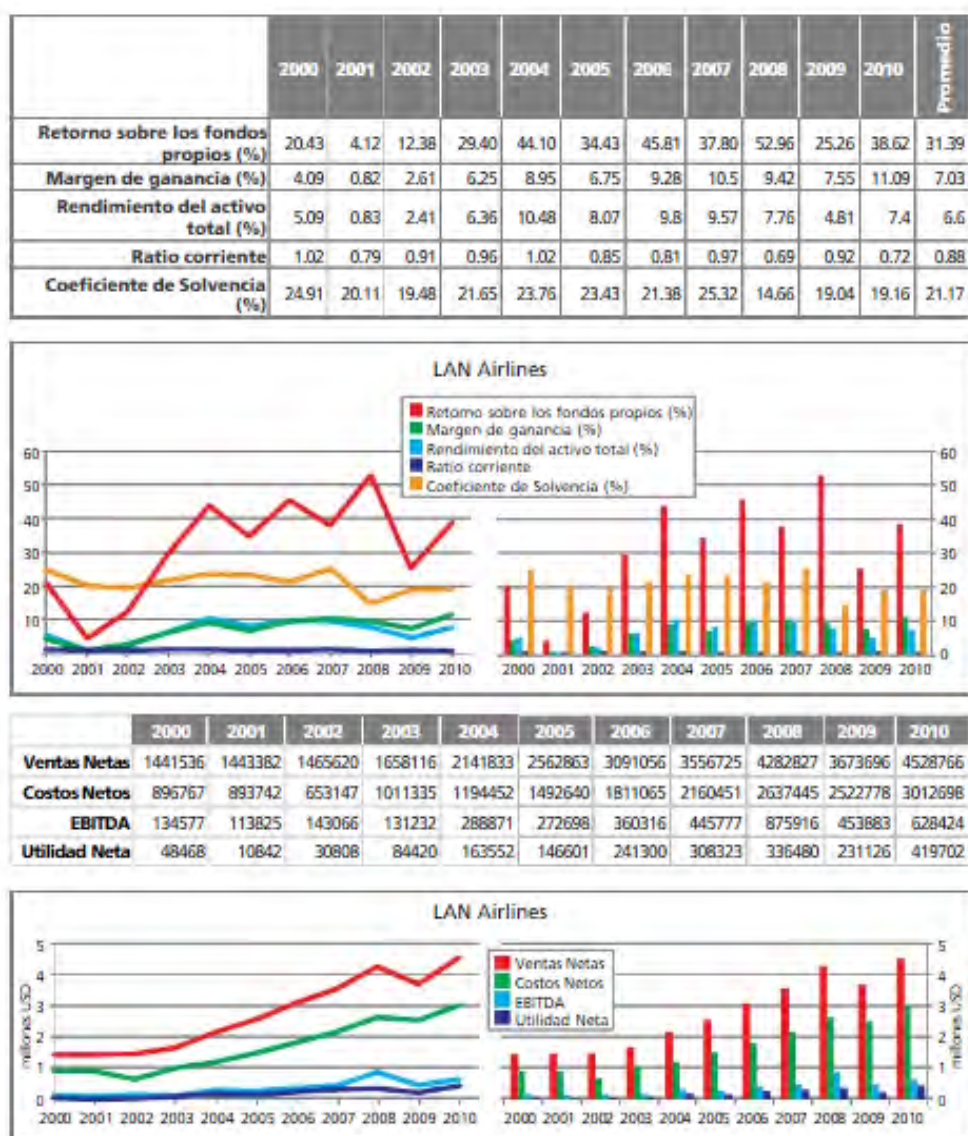 2000 2001 2002 2003 2004 2005 2006 2007 2008 2009 2010 Promedio
Retorno sobre los fondos
propios (%) 20.43 4.12 12.38 29.40 44.10 34.43 45.81 37.80 52.96 25.26 38.62 31.39
Margen de ganancia (%) 4.09 0.82 2.61 6.25 8.95 6.75 9.28 10.5 9.42 7.55 11.09 7.03
Rendimiento del activo
total (%) 5.09 0.83 2.41 6.36 10.48 8.07 9.8 9.57 7.76 4.81 7.4 6.6
Ratio corriente 1.02 0.79 0.91 0.96 1.02 0.85 0.81 0.97 0.69 0.92 0.72 0.88
Coeficiente de Solvencia
(%) 24.91 20.11 19.48 21.65 23.76 23.43 21.38 25.32 14.66 19.04 19.16 21.17
LAN Airlines
Retorno sobre los fondos propios (%)
Margen de ganancia (%)
Rendimiento del activo total (%)
Ratio corriente
Coeficiente de Solvencia (%)
60 60
50 50
40 40
30 30
20 20
10 10
0
2000 2001 2002 2003 2004 2005 2006 2007 2008 2009 2010 2000 2001 2002 2003 2004 2005 2006 2007 2008 2009 2010
2000 2001 2002 2003 2004 2005 2006 2007 2008 2009 2010
Ventas Netas 1441536 1443382 1465620 1658116 2141833 2562863 3091056 3556725 4282827 3673696 4528766
Costos Netos 896767 893742 653147 1011335 1194452 1492640 1811065 2160451 2637445 2522778 3012698
EBITDA 134577 113825 143066 131232 288871 272698 360316 445777 875916 453883 628424
Utilidad Neta 48468 10842 30808 84420 163552 146601 241300 308323 336480 231126 419702
LAN Airlines
Ventas Netas
Costos Netos
EBITDA
Utilidad Neta
millones USD
5 5
4 4
3 3
2 2
1 1
0 0
millones USD
2000 2001 2002 2003 2004 2005 2006 2007 2008 2009 2010 2000 2001 2002 2003 2004 2005 2006 2007 2008 2009 2010